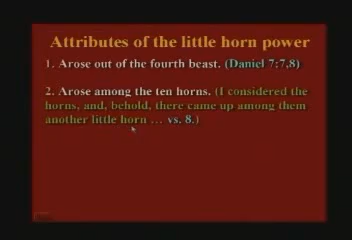 Attributes of the little horn power
1. Arose out of the fourth beast. (Daniel 7:7,8)
2. Arose among the ten horns. (I considered the
horns, and, behold, there came up among them
another little horn ... vs. 8.)